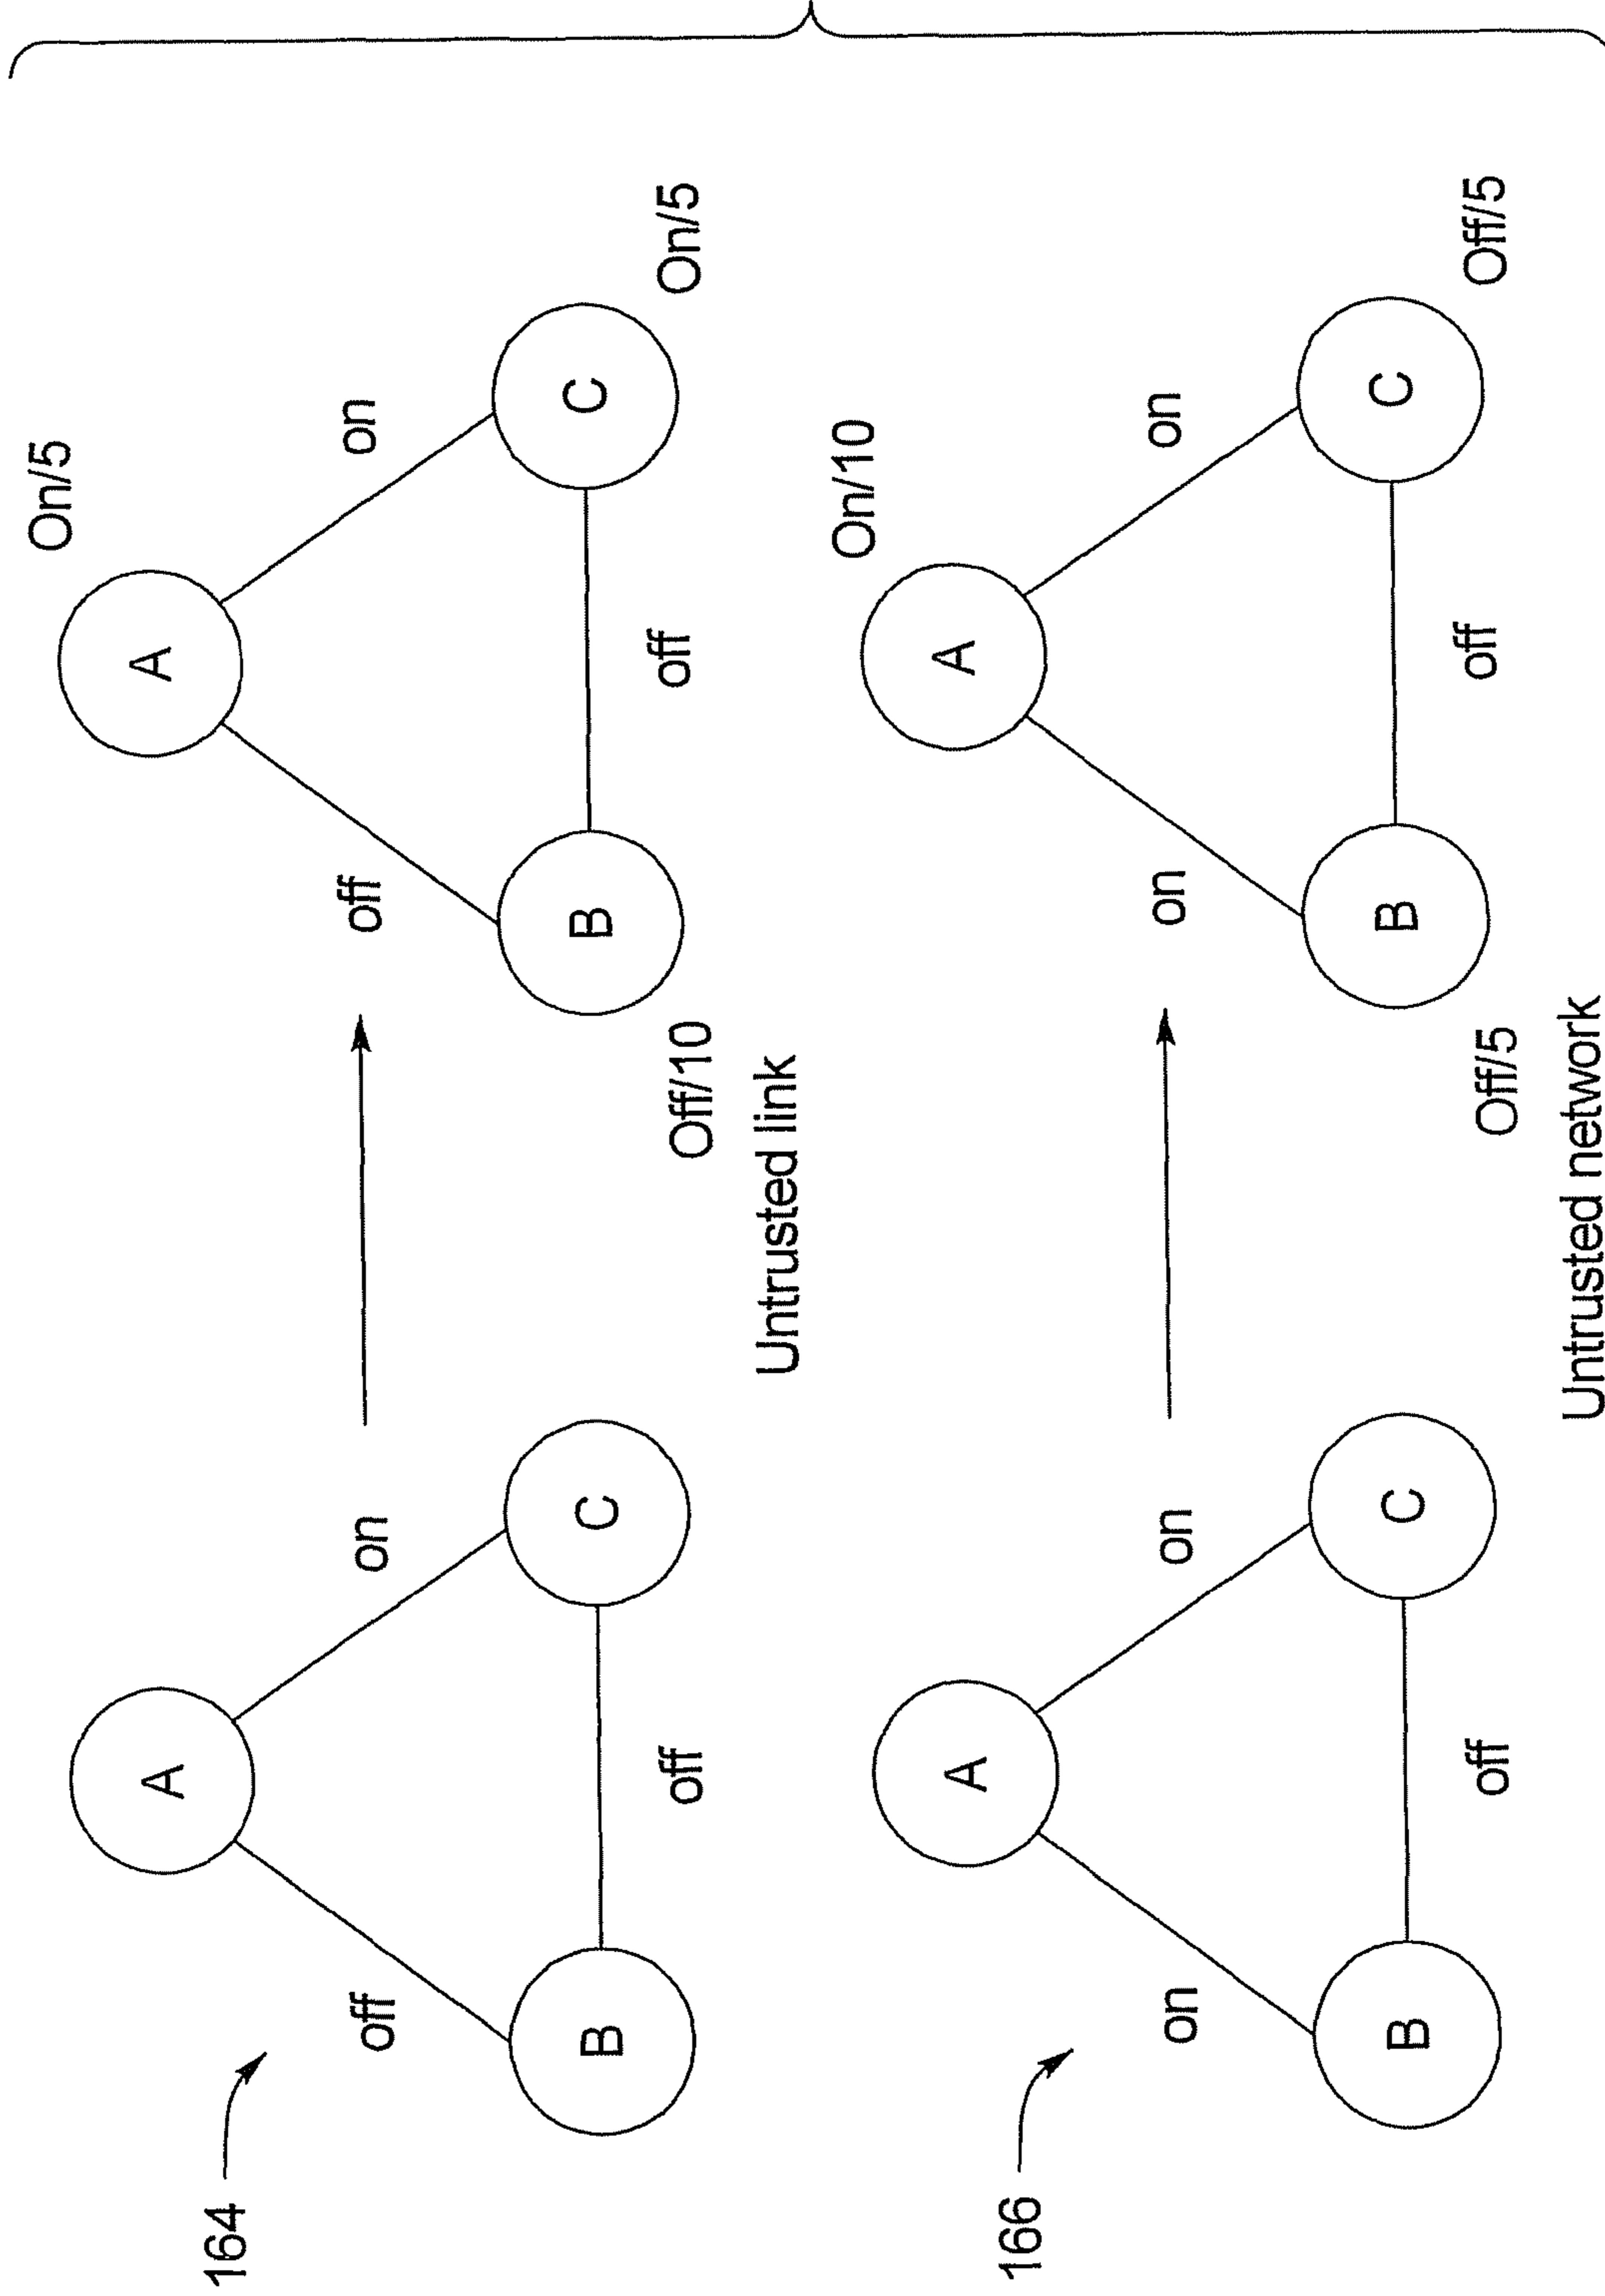 164
A
off
on
B
C
off
A
On/5
off
on
B
C
Off/10
off
On/5
Untrusted link
166
A
on
on
B
C
off
A
On/10
on
on
B
C
Off/5
off
Off/5
Untrusted network